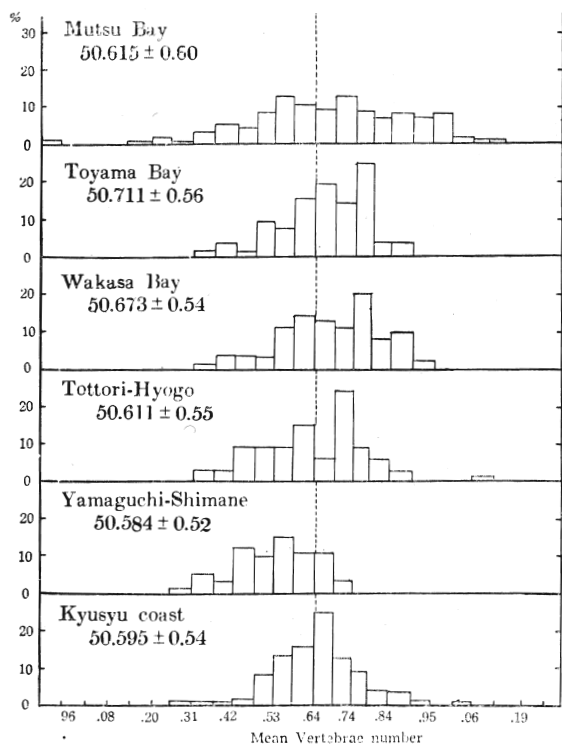 %
Mutsu Bay
50.615 ± 0.60
30
20
10
0
Toyama Bay
50.711 ± 0.56
20
10
0
Wakasa Bay
50.673 ± 0.54
20
10
0
Tottori-Hyogo
50.611 ± 0.55
20
10
0
Yamaguchi-Shimane
50.584 ± 0.52
20
10
0
Kyusyu coast
50.595 ± 0.54
20
10
0
.96 .08 .20 .31 .42 .53 .64 .74 .84 .95 .06 .19
Mean Vertebrae number